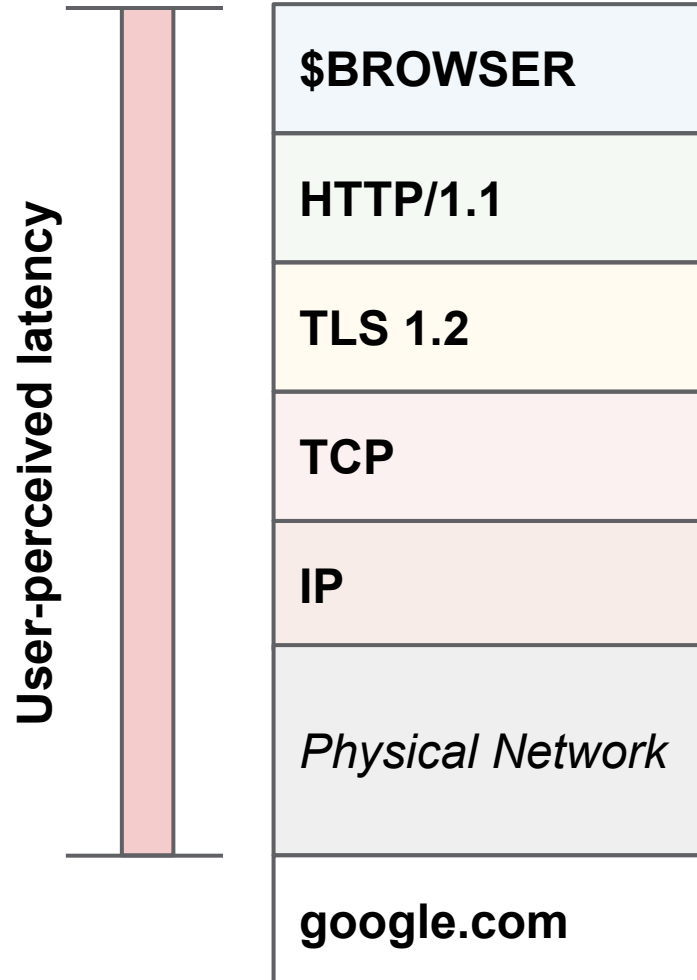 User-perceived latency
$BROWSER
HTTP/1.1
TLS 1.2
TCP
IP
Physical Network
google.com